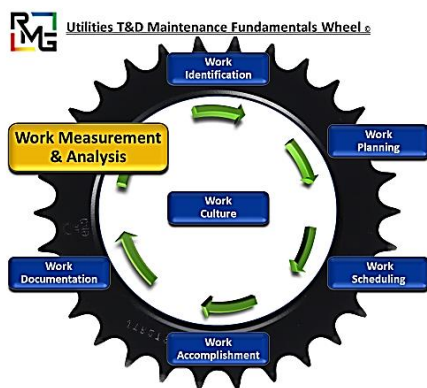 RMG
Utilities T&D Maintenance Fundamentals Wheel ©
Work
Identification
Work Measurement
& Analysis
Work
Planning
Work
Culture
Work
Documentation
Work
Scheduling
Work
Accomplishment